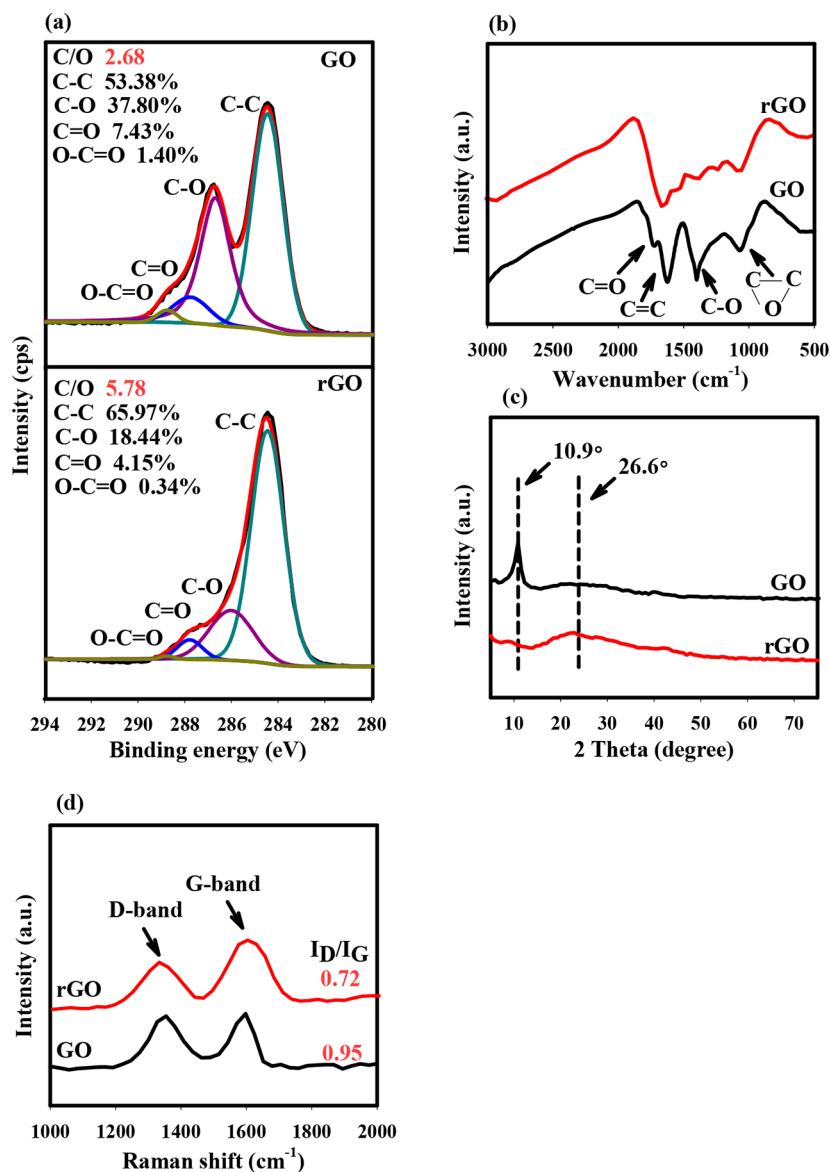 (a)
C/O 2.68
GO
C-C 53.38%
C-O 37.80%
C=O 7.43%
O-C=O 1.40%
C-C
C-O
C=O
O-C=O
C/O 5.78
rGO
C-C 65.97%
C-O 18.44%
C=O 4.15%
O-C=O 0.34%
C-C
C-O
C=O
O-C=O
Intensity (cps)
294 292 290 288 286 284 282 280
Binding energy (eV)
(b)
rGO
GO
C=O
C=C
C-O
C C
O
Intensity (a.u.)
3000 2500 2000 1500 1000 500
Wavenumber (cm-1)
(c)
10.9°
26.6°
GO
rGO
Intensity (a.u.)
10 20 30 40 50 60 70
2 Theta (degree)
(d)
G-band
D-band
ID/IG
rGO
0.72
GO
0.95
Intensity (a.u.)
1000 1200 1400 1600 1800 2000
Raman shift (cm-1)